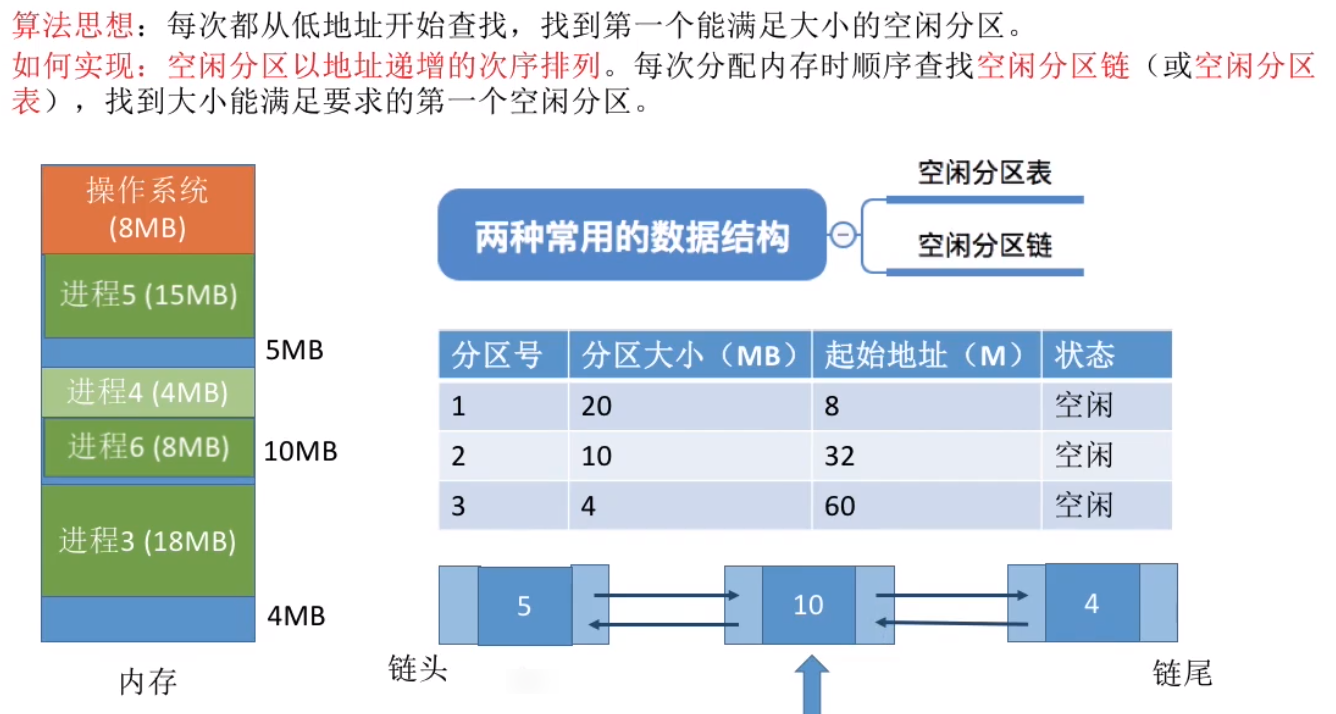 算法思想：每次都从低地址开始查找，找到第一个能满足大小的空闲分区。
如何实现：空闲分区以地址递增的次序排列。每次分配内存时顺序查找空闲分区链（或空闲分区
表），找到大小能满足要求的第一个空闲分区。
操作系统
(8MB)
进程5 (15MB)
5MB
进程4 (4MB)
进程6 (8MB)
10MB
进程3 (18MB)
4MB
内存
两种常用的数据结构
空闲分区表
空闲分区链
分区号 分区大小（MB） 起始地址（M） 状态
1 20 8 空闲
2 10 32 空闲
3 4 60 空闲
5 10 4
链头 链尾